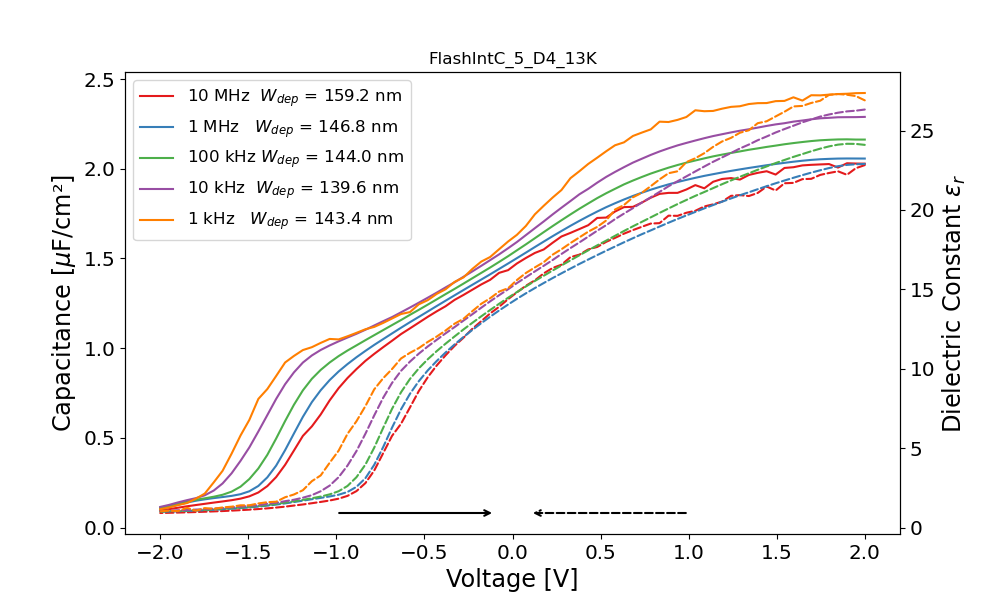 FlashIntC_5_D4_13K
10 MHz W_dep = 159.2 nm
1 MHz W_dep = 146.8 nm
100 kHz W_dep = 144.0 nm
10 kHz W_dep = 139.6 nm
1 kHz W_dep = 143.4 nm
Capacitance [μF/cm²]
2.5
2.0
1.5
1.0
0.5
0.0
25
20
15
10
5
0
Dielectric Constant ε_r
−2.0 −1.5 −1.0 −0.5 0.0 0.5 1.0 1.5 2.0
Voltage [V]